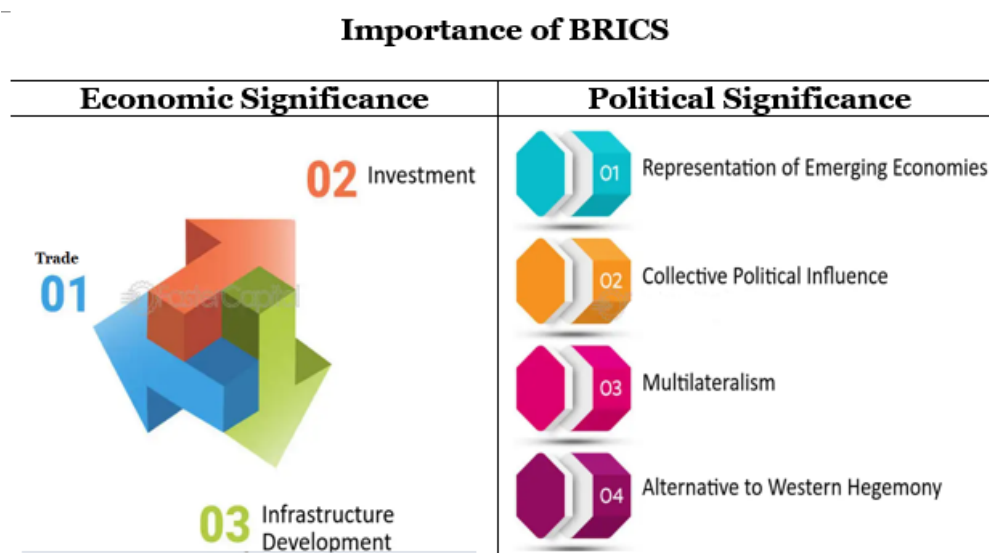 Importance of BRICS
Economic Significance
Political Significance
02 Investment
Trade
01
03 Infrastructure
Development
01 Representation of Emerging Economies
02 Collective Political Influence
03 Multilateralism
04 Alternative to Western Hegemony